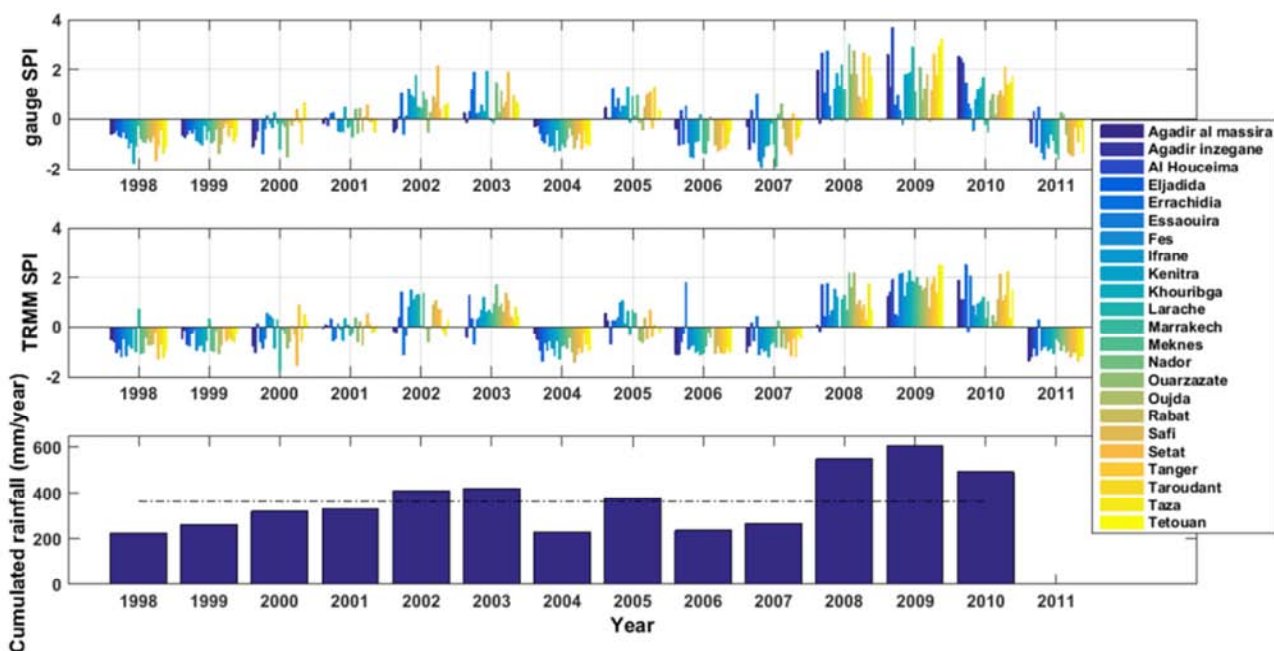 gauge SPI
4
2
0
-2
1998 1999 2000 2001 2002 2003 2004 2005 2006 2007 2008 2009 2010 2011
TRMM SPI
4
2
0
-2
1998 1999 2000 2001 2002 2003 2004 2005 2006 2007 2008 2009 2010 2011
Cumulated rainfall (mm/year)
600
400
200
0
1998 1999 2000 2001 2002 2003 2004 2005 2006 2007 2008 2009 2010 2011
Year
Agadir al massira
Agadir inzegane
Al Houceima
Eljadida
Errachidia
Essaouira
Fes
Ifrane
Kenitra
Khouribga
Larache
Marrakech
Meknes
Nador
Ouarzazate
Oujda
Rabat
Safi
Setat
Tanger
Taroudant
Taza
Tetouan